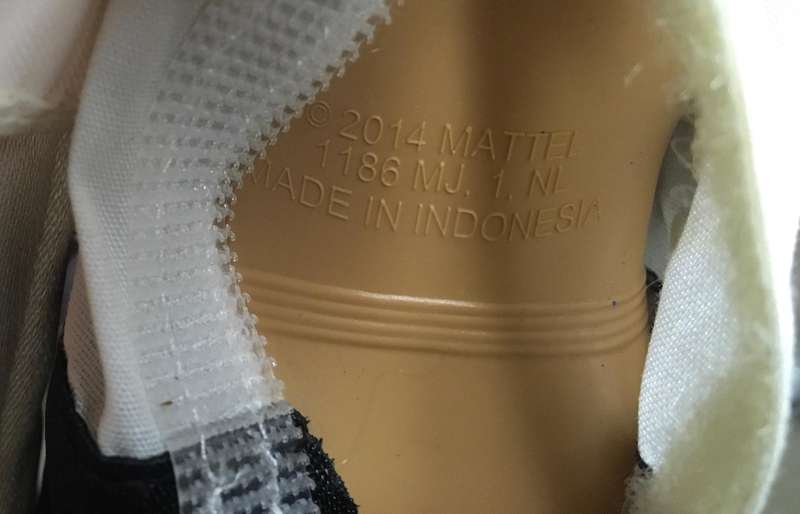 © 2014 MATTEL
1186 MJ, 1, NL
MADE IN INDONESIA